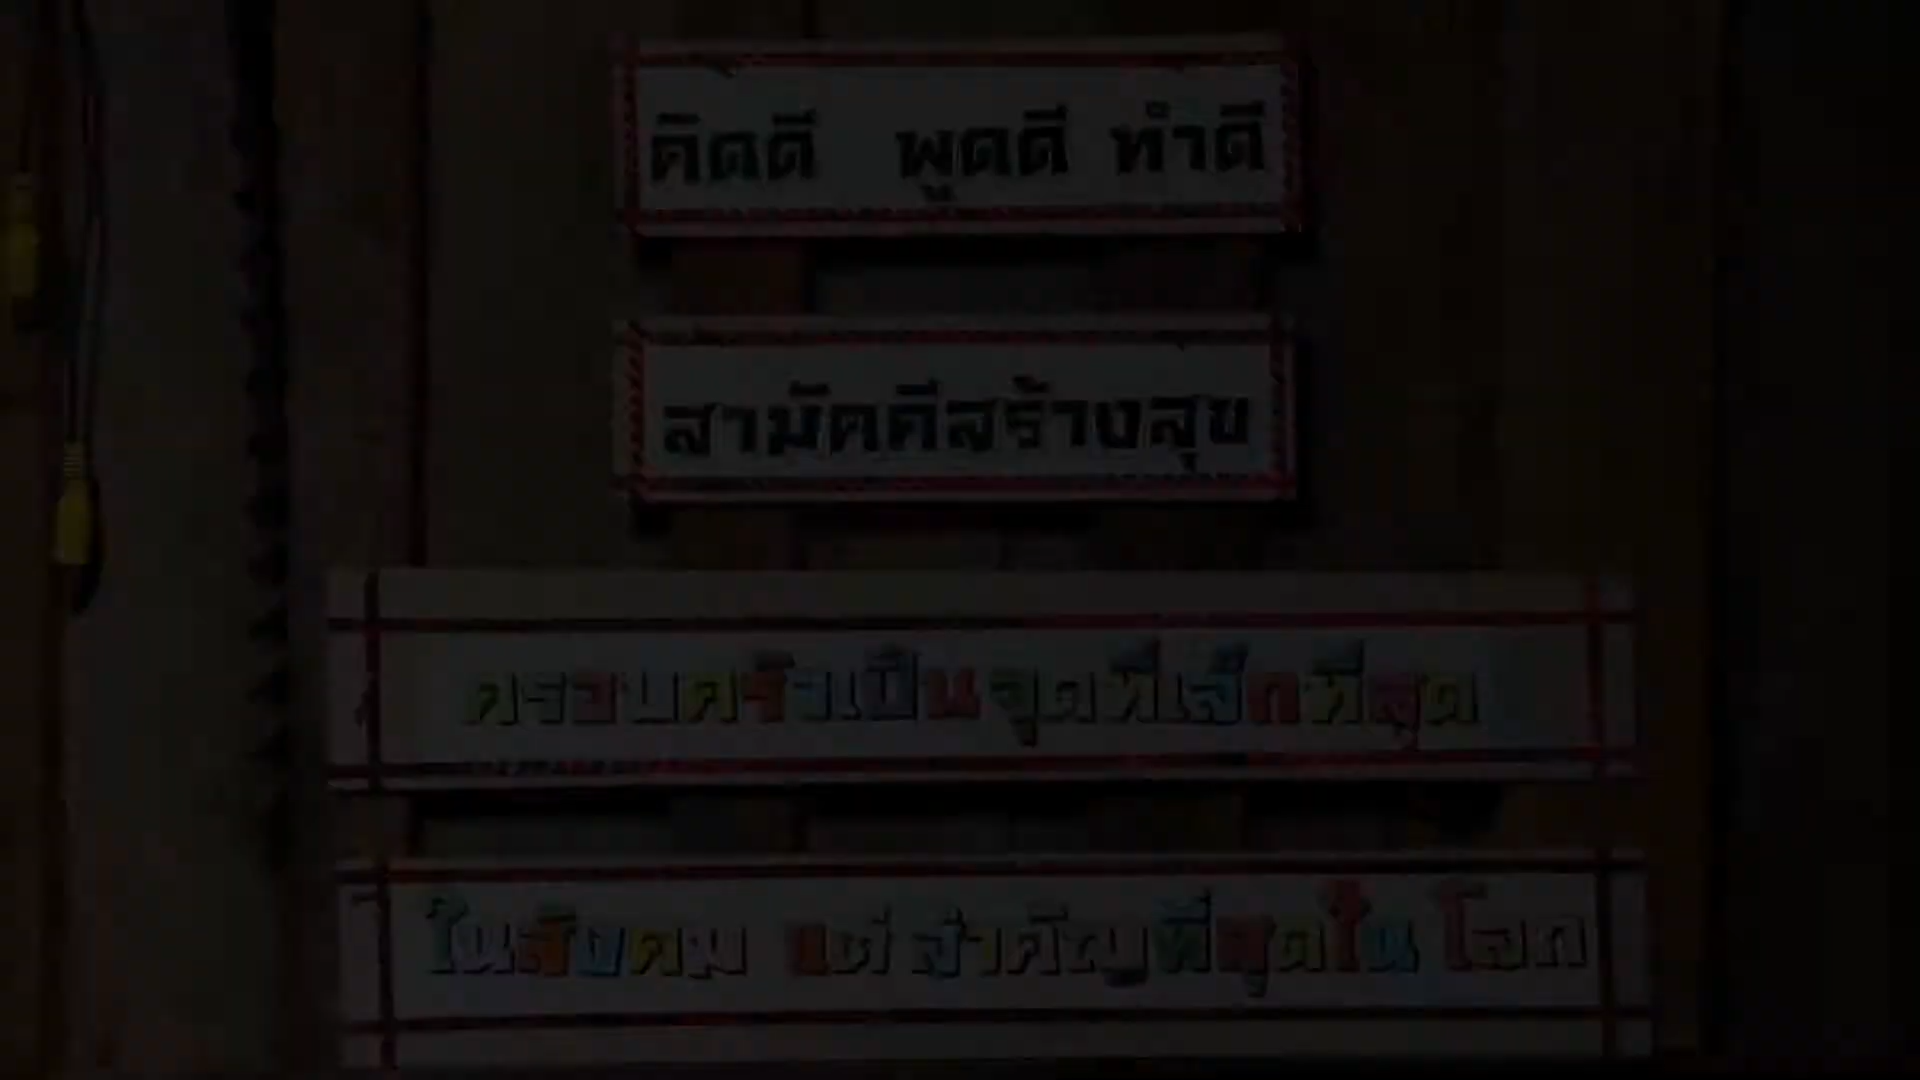 คิดดี พูดดี ทำดี
สามัคคีสร้างสุข
ครอบครัวเป็นจุดที่เล็กที่สุด
ในสังคม แต่สำคัญที่สุดในโลก